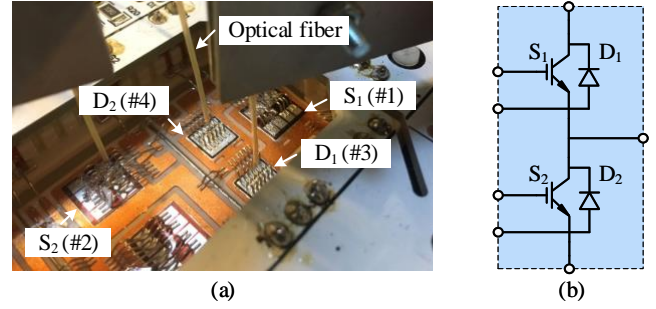 Optical fiber
D₂ (#4)
S₁ (#1)
D₁ (#3)
S₂ (#2)
(a)
S₁
D₁
S₂
D₂
(b)